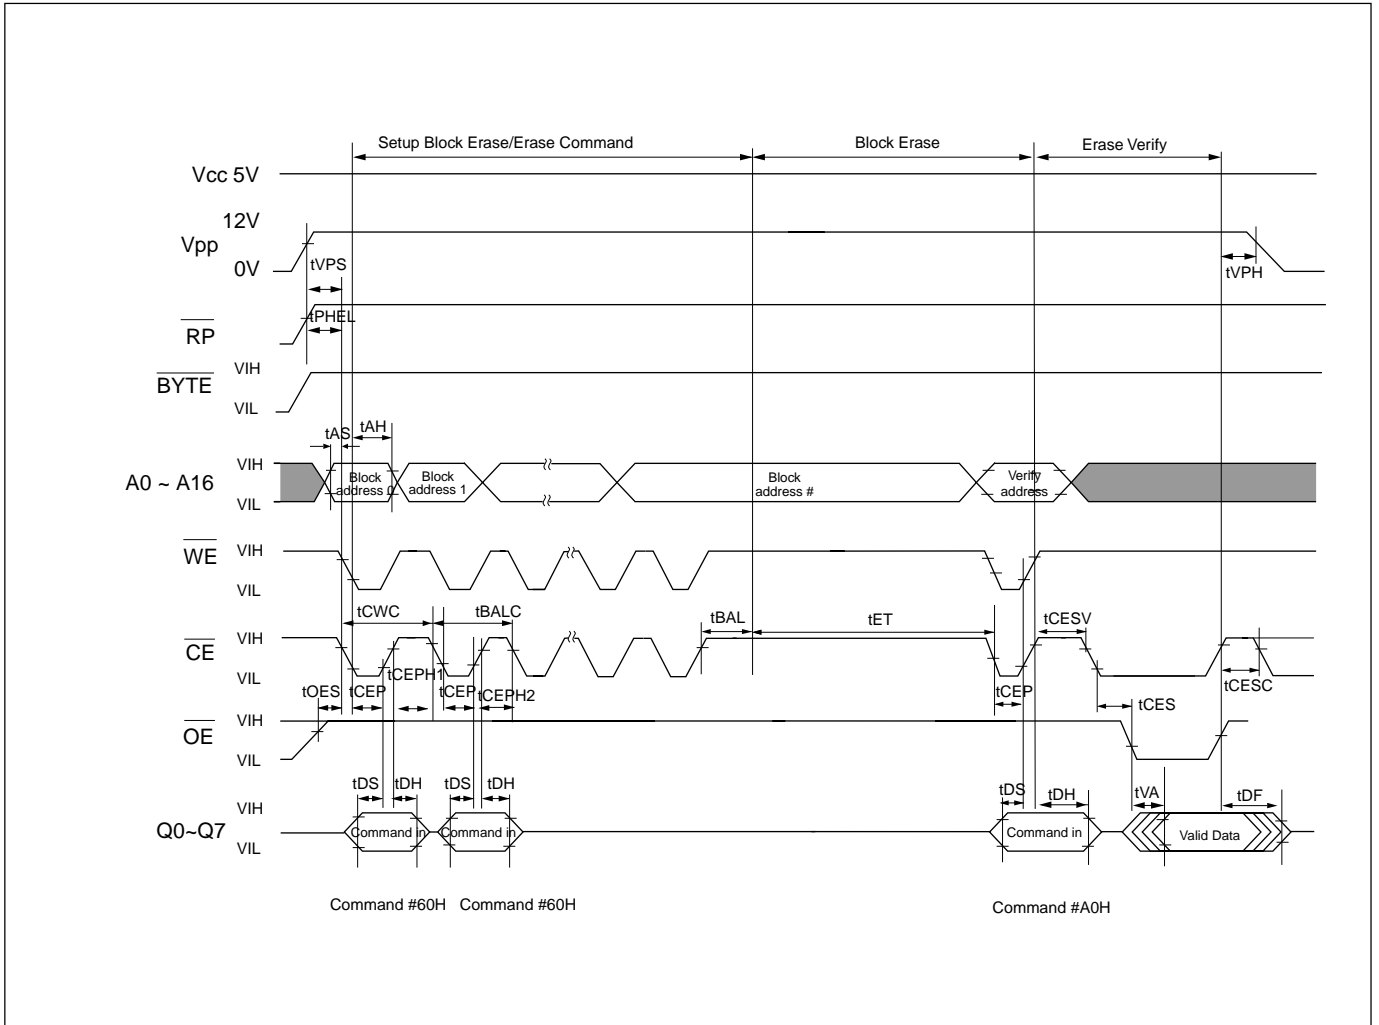 Setup Block Erase/Erase Command
Block Erase
Erase Verify
Vcc 5V
12V
Vpp
0V
tVPS
tVPH
tPHEL
RP
VIH
BYTE
VIL
tAS
tAH
VIH
A0 ~ A16
VIL
Block address 0
Block address 1
Block address #
Verify address
WE
VIH
VIL
tCWC
tBALC
tBAL
tET
tCESV
CE
VIH
VIL
tCEPH1
tOES
tCEP
tCEP
tCEPH2
tCEP
tCES
tCESC
OE
VIH
VIL
tDS
tDH
tDS
tDH
tDS
tDH
tVA
tDF
VIH
Q0~Q7
VIL
Command in
Command in
Command in
Valid Data
Command #60H
Command #60H
Command #A0H